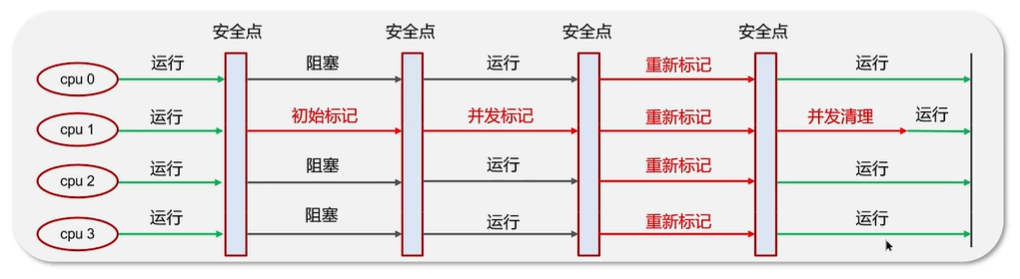 安全点 安全点 安全点 安全点
cpu 0 运行 阻塞 运行 重新标记 运行
cpu 1 运行 初始标记 并发标记 重新标记 并发清理 运行
cpu 2 运行 阻塞 运行 重新标记 运行
cpu 3 运行 阻塞 运行 重新标记 运行